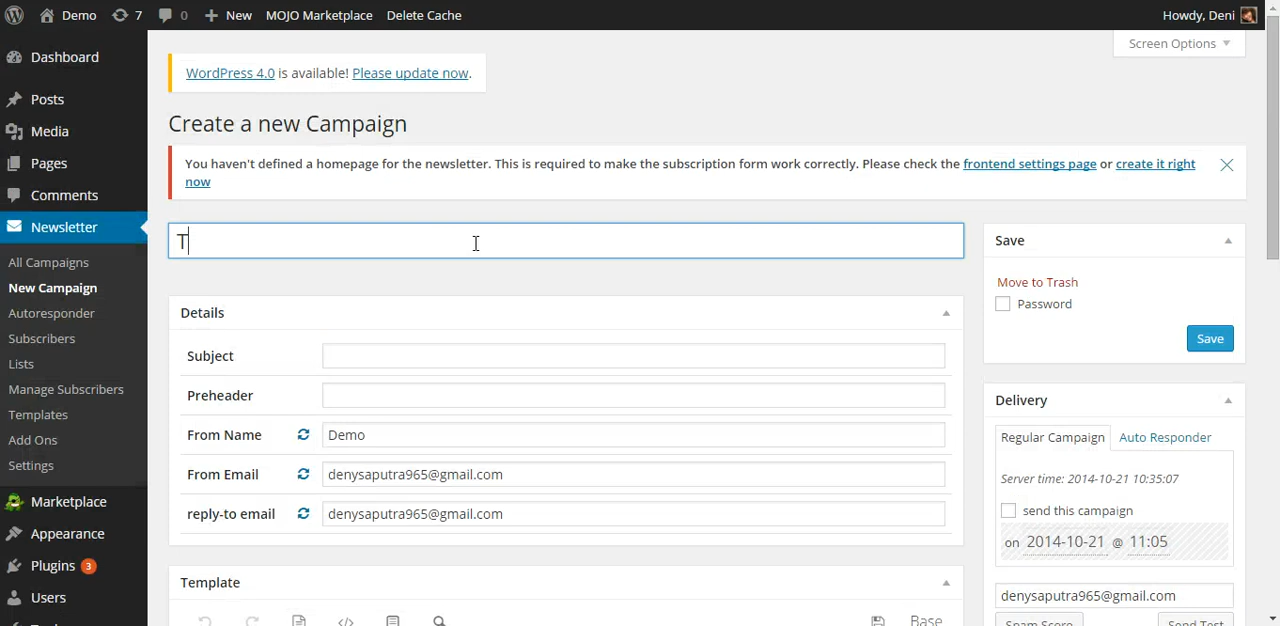 Demo 7 0 New MOJO Marketplace Delete Cache Howdy, Deni
Screen Options
Dashboard
Posts
Media
Pages
Comments
Newsletter
All Campaigns
New Campaign
Autoresponder
Subscribers
Lists
Manage Subscribers
Templates
Add Ons
Settings
Marketplace
Appearance
Plugins 3
Users
WordPress 4.0 is available! Please update now.
Create a new Campaign
You haven't defined a homepage for the newsletter. This is required to make the subscription form work correctly. Please check the frontend settings page or create it right
now
T
Details
Subject
Preheader
From Name Demo
From Email denysaputra965@gmail.com
reply-to email denysaputra965@gmail.com
Template
Base
Save
Move to Trash
Password
Save
Delivery
Regular Campaign Auto Responder
Server time: 2014-10-21 10:35:07
send this campaign
on 2014-10-21 @ 11:05
denysaputra965@gmail.com
Spam Score Send Test